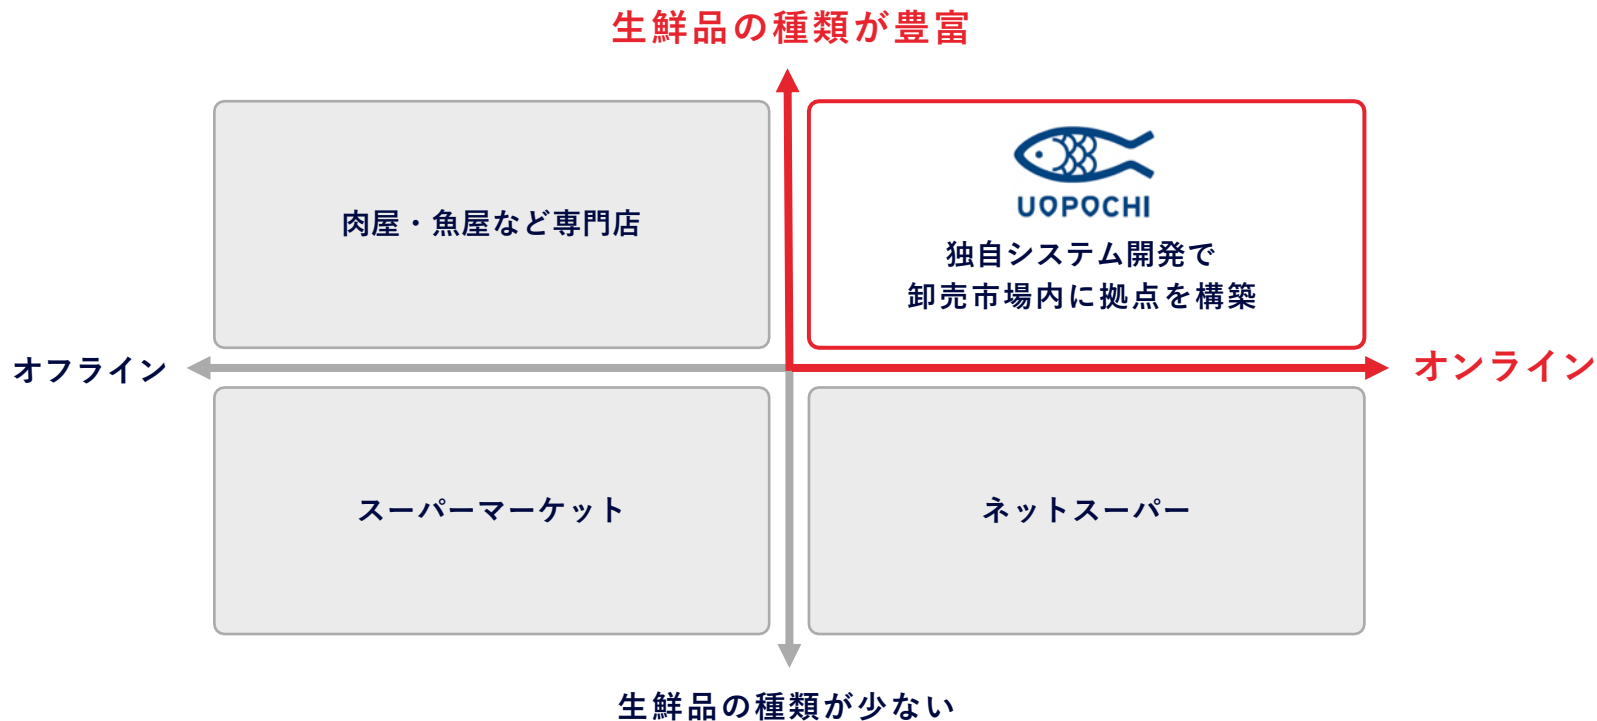 生鮮品の種類が豊富
肉屋・魚屋など専門店
UOPOCHI
独自システム開発で
卸売市場内に拠点を構築
オフライン
オンライン
スーパーマーケット
ネットスーパー
生鮮品の種類が少ない